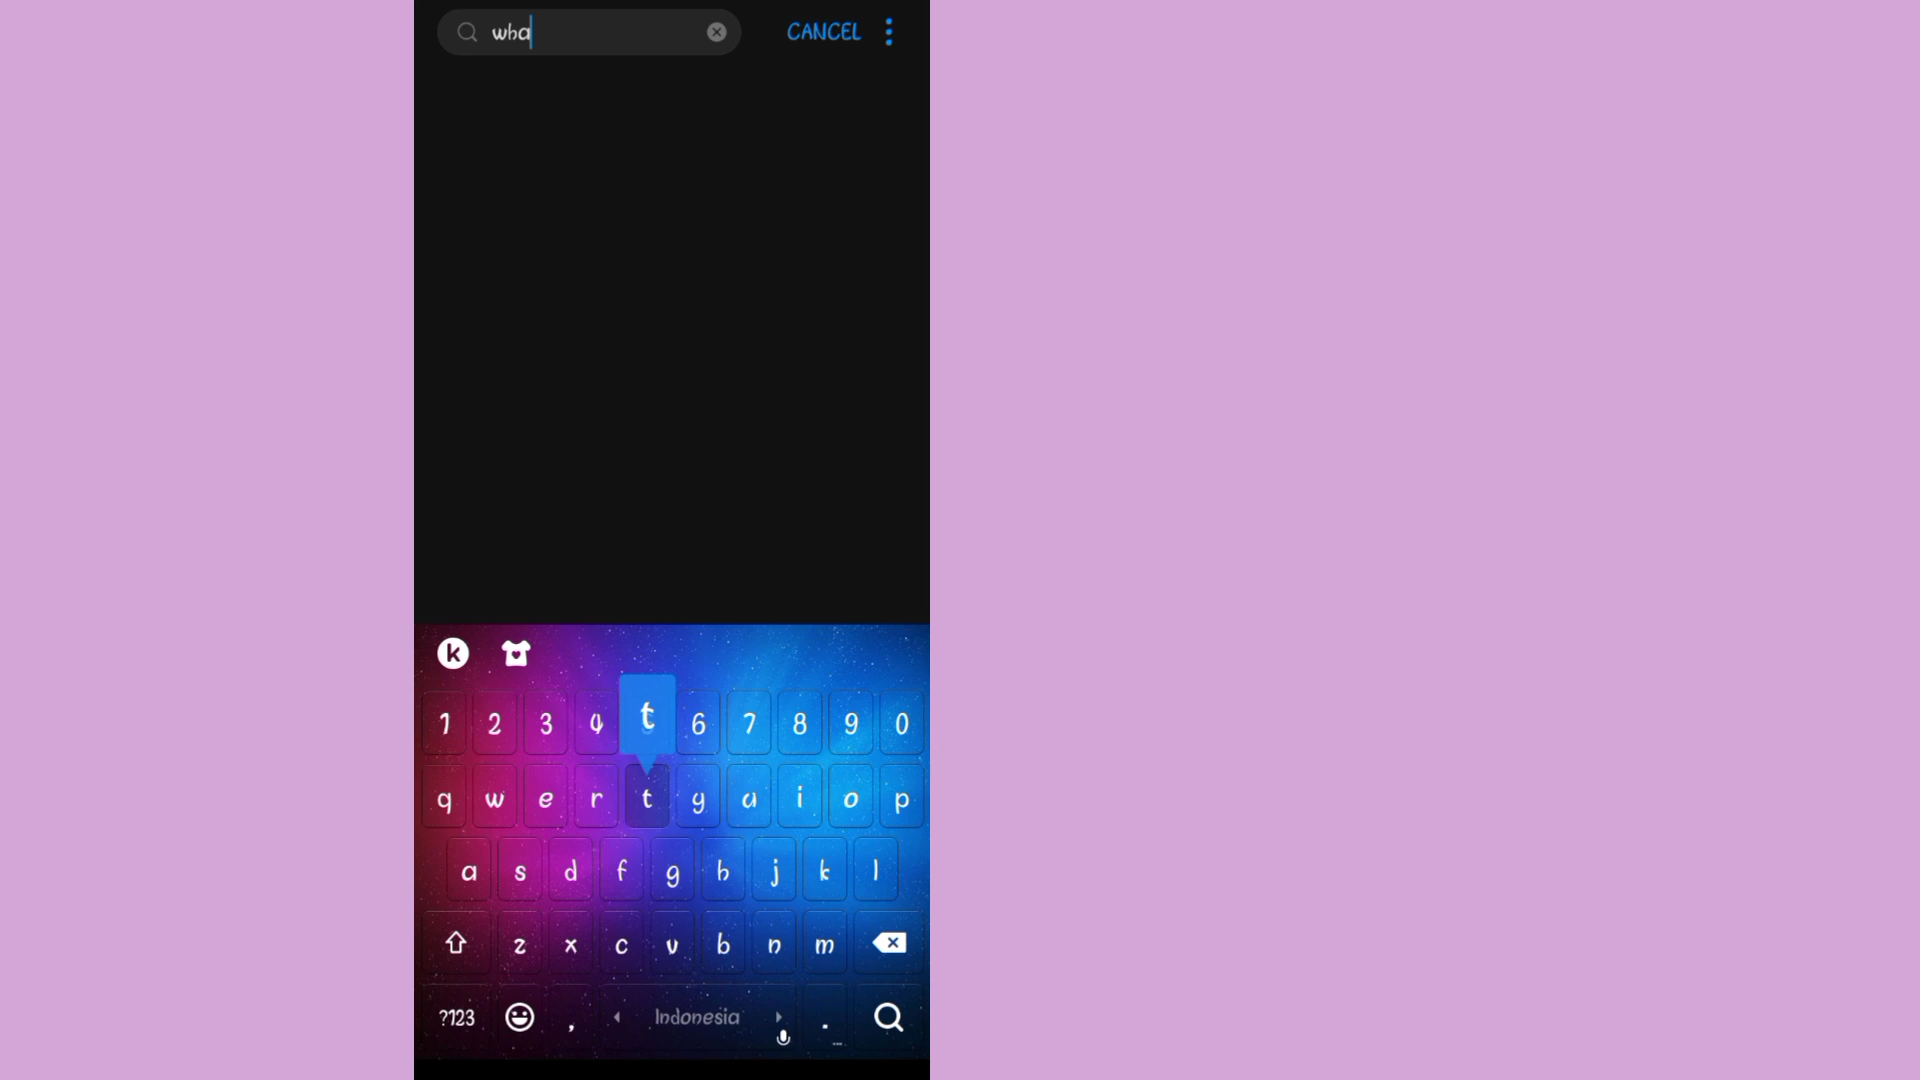 wha
CANCEL
k
t
1 2 3 4 6 7 8 9 0
q w e r t y u i o p
a s d f g h j k l
z x c v b n m
?123 , Indonesia .